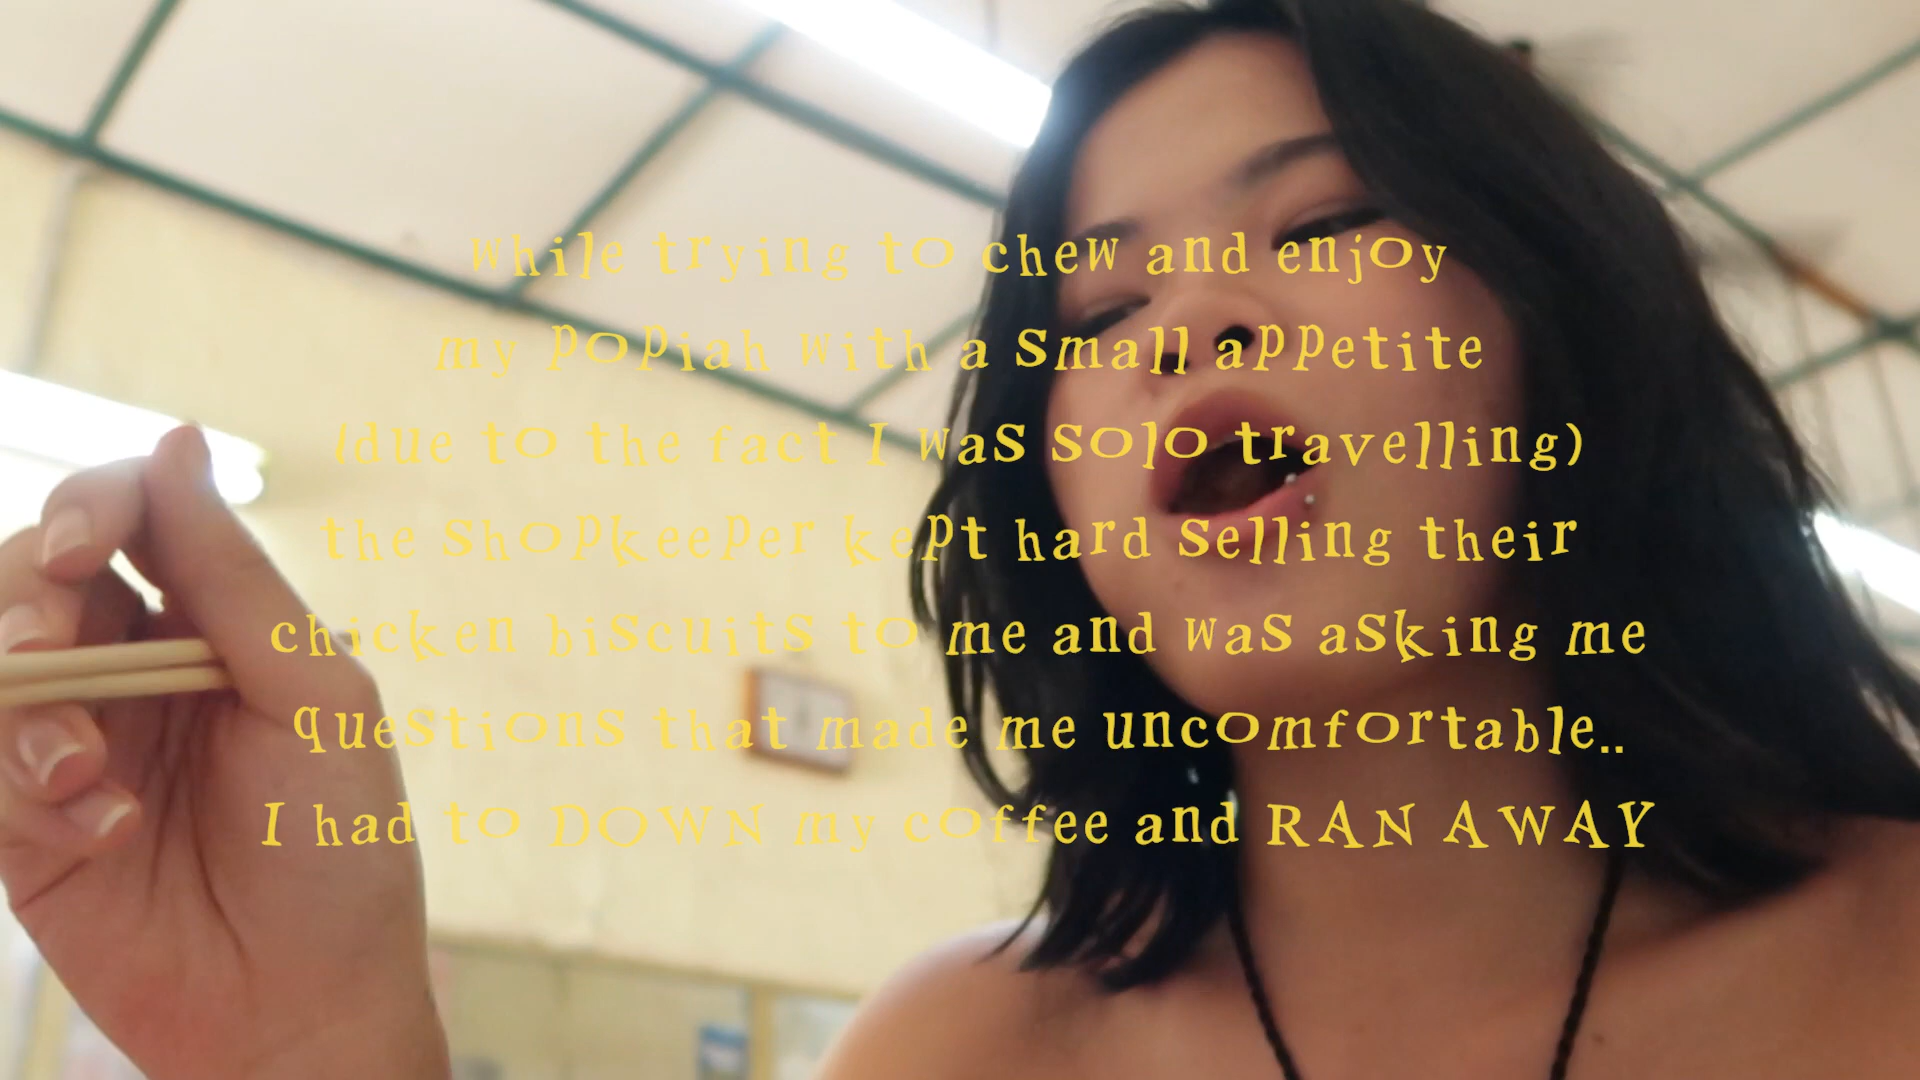 While trying to chew and enjoy
my popiah with a small appetite
(due to the fact I was solo travelling)
the shopkeeper kept hard selling their
chicken biscuits to me and was asking me
questions that made me uncomfortable..
I had to DOWN my coffee and RAN AWAY